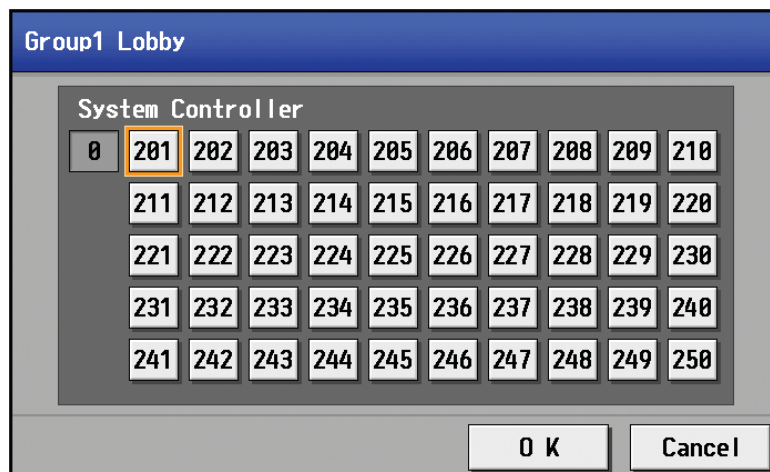 Group1 Lobby
System Controller
0 201 202 203 204 205 206 207 208 209 210
211 212 213 214 215 216 217 218 219 220
221 222 223 224 225 226 227 228 229 230
231 232 233 234 235 236 237 238 239 240
241 242 243 244 245 246 247 248 249 250
OK Cancel